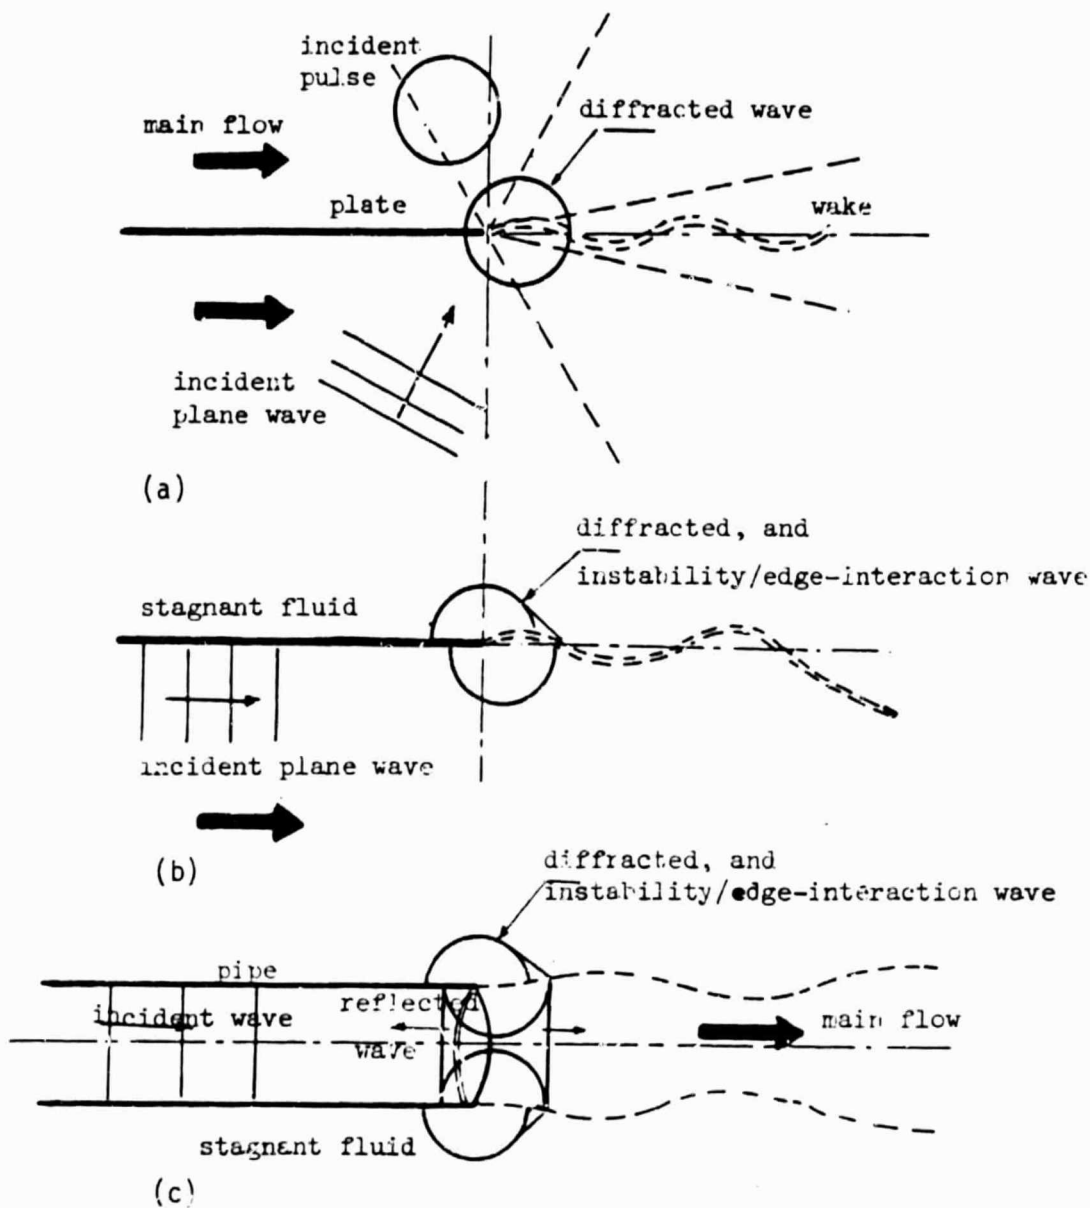 incident
pulse
diffracted wave
main flow
plate
wake
incident
plane wave
(a)
diffracted, and
instability/edge-interaction wave
stagnant fluid
incident plane wave
(b)
diffracted, and
instability/edge-interaction wave
pipe
reflected
incident wave
main flow
wave
stagnant fluid
(c)